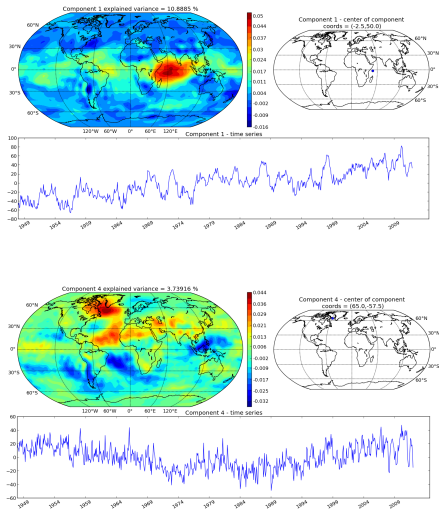 Component 1 explained variance = 10.8885 %
Component 1 - center of component
coords = (-2.5,50.0)
60°N
30°N
0°
30°S
60°S
120°W 60°W 0°E 60°E 120°E
0.05
0.044
0.037
0.030
0.024
0.017
0.011
0.004
-0.002
-0.009
-0.016
60°N
30°N
0°
30°S
60°S
Component 1 - time series
100
80
60
40
20
0
-20
-40
-60
-80
1949 1954 1959 1964 1969 1974 1979 1984 1989 1994 1999 2004 2009
Component 4 explained variance = 3.73916 %
Component 4 - center of component
coords = (65.0,-57.5)
60°N
30°N
0°
30°S
60°S
120°W 60°W 0°E 60°E 120°E
0.044
0.036
0.029
0.021
0.013
0.006
-0.002
-0.009
-0.017
-0.025
-0.032
60°N
30°N
0°
30°S
60°S
Component 4 - time series
60
40
20
0
-20
-40
-60
1949 1954 1959 1964 1969 1974 1979 1984 1989 1994 1999 2004 2009